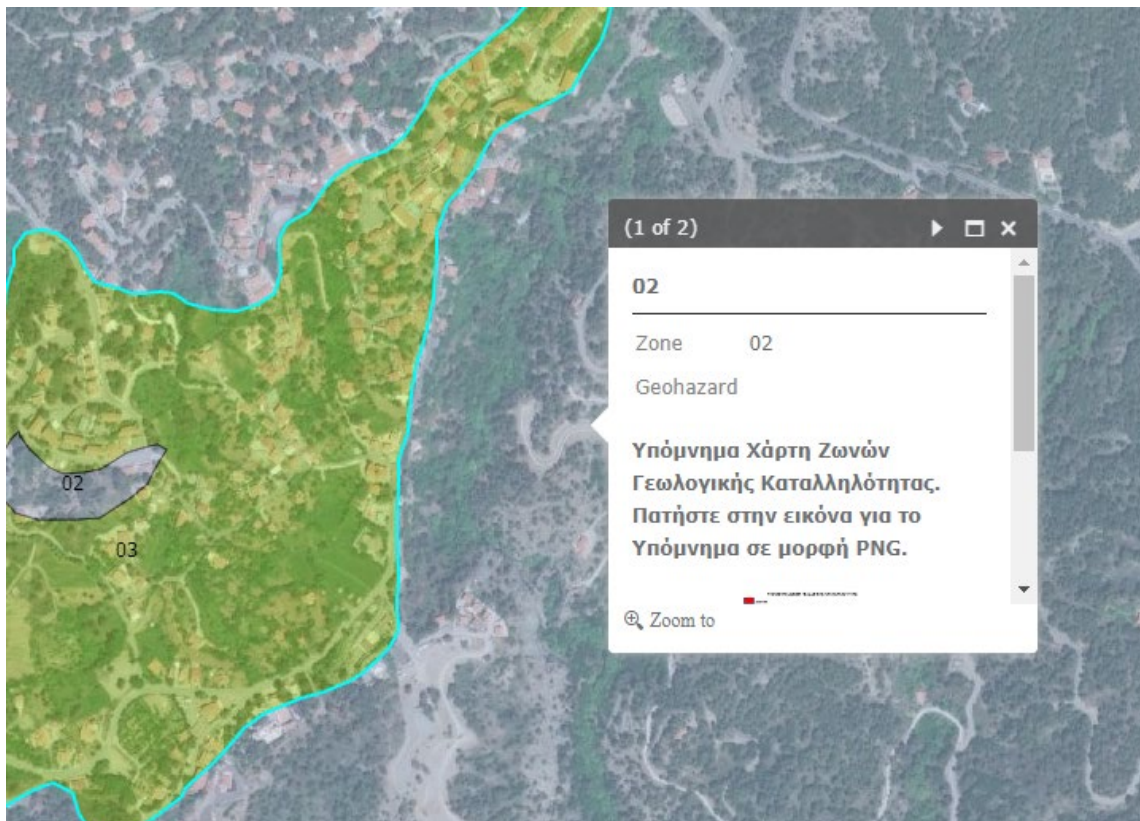 (1 of 2)
02
Zone 02
Geohazard
Υπόμνημα Χάρτη Ζωνών
Γεωλογικής Καταλληλότητας.
Πατήστε στην εικόνα για το
Υπόμνημα σε μορφή PNG.
Zoom to
02
03